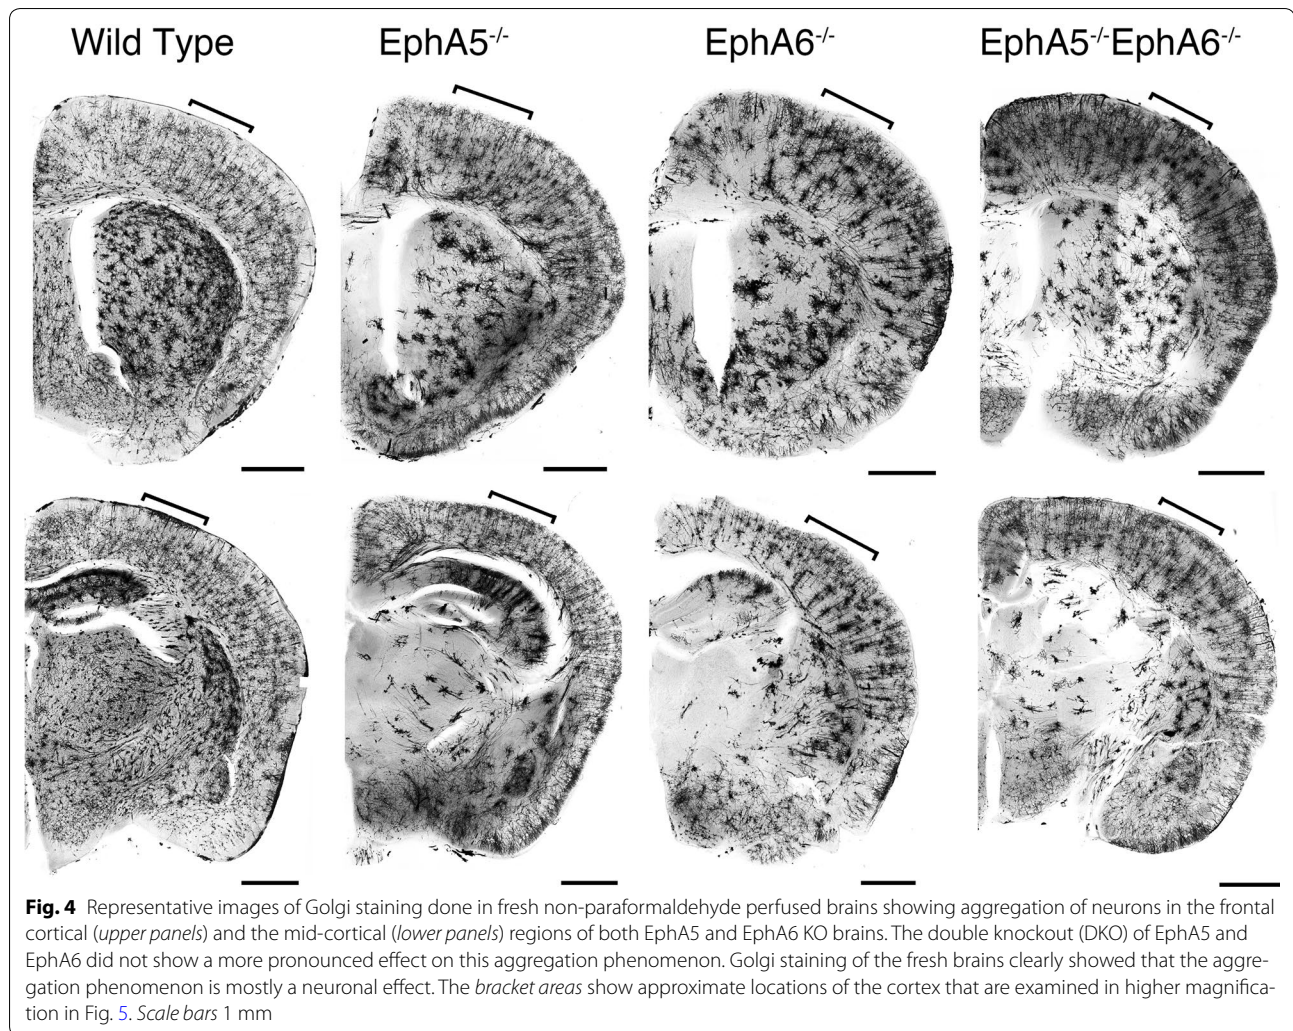 Wild Type
EphA5-/-
EphA6-/-
EphA5-/-EphA6-/-
Fig. 4 Representative images of Golgi staining done in fresh non-paraformaldehyde perfused brains showing aggregation of neurons in the frontal
cortical (upper panels) and the mid-cortical (lower panels) regions of both EphA5 and EphA6 KO brains. The double knockout (DKO) of EphA5 and
EphA6 did not show a more pronounced effect on this aggregation phenomenon. Golgi staining of the fresh brains clearly showed that the aggre-
gation phenomenon is mostly a neuronal effect. The bracket areas show approximate locations of the cortex that are examined in higher magnifica-
tion in Fig. 5. Scale bars 1 mm